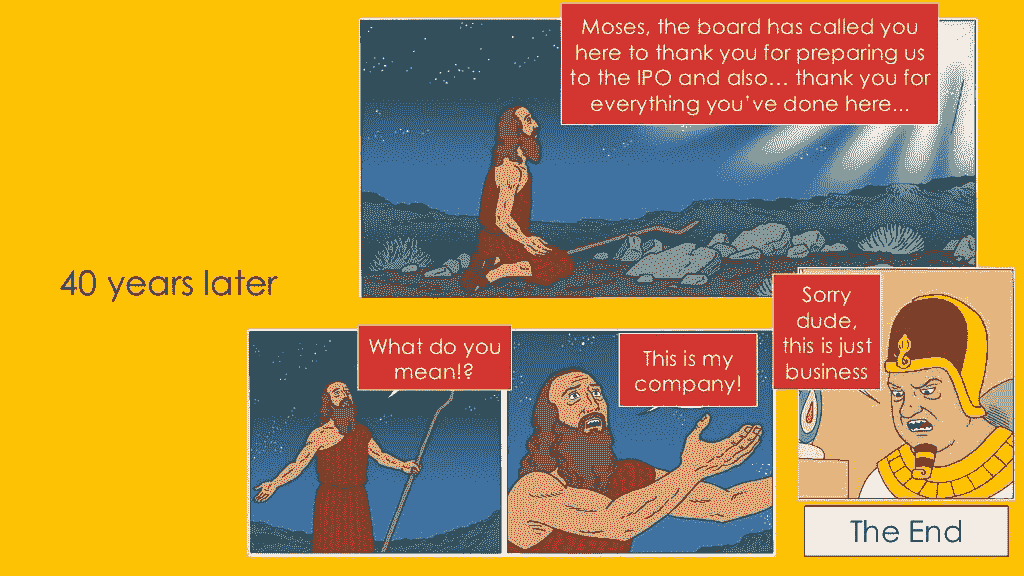 Moses, the board has called you
here to thank you for preparing us
to the IPO and also... thank you for
everything you've done here...
40 years later
What do you
mean!?
This is my
company!
Sorry
dude,
this is just
business
The End